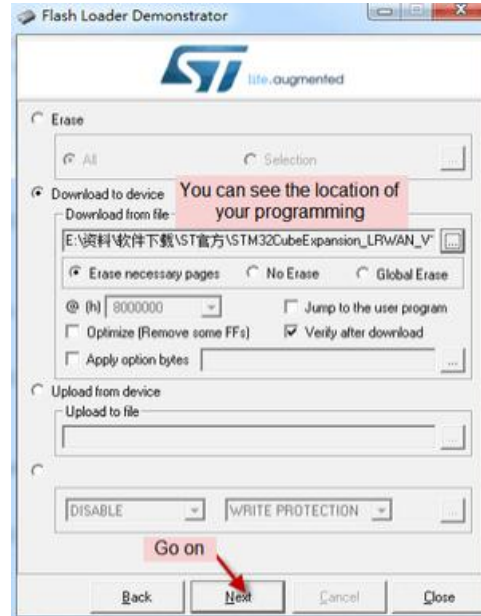 Flash Loader Demonstrator
life.augmented
Erase
All
Selection
...
Download to device
You can see the location of
your programming
Download from file
E:\资料\软件下载\ST官方\STM32CubeExpansion_LRWAN_V
...
Erase necessary pages
No Erase
Global Erase
@ (h)
8000000
Jump to the user program
Optimize (Remove some FFs)
Verify after download
Apply option bytes
...
Upload from device
Upload to file
...
DISABLE
WRITE PROTECTION
...
Go on
Back
Next
Cancel
Close